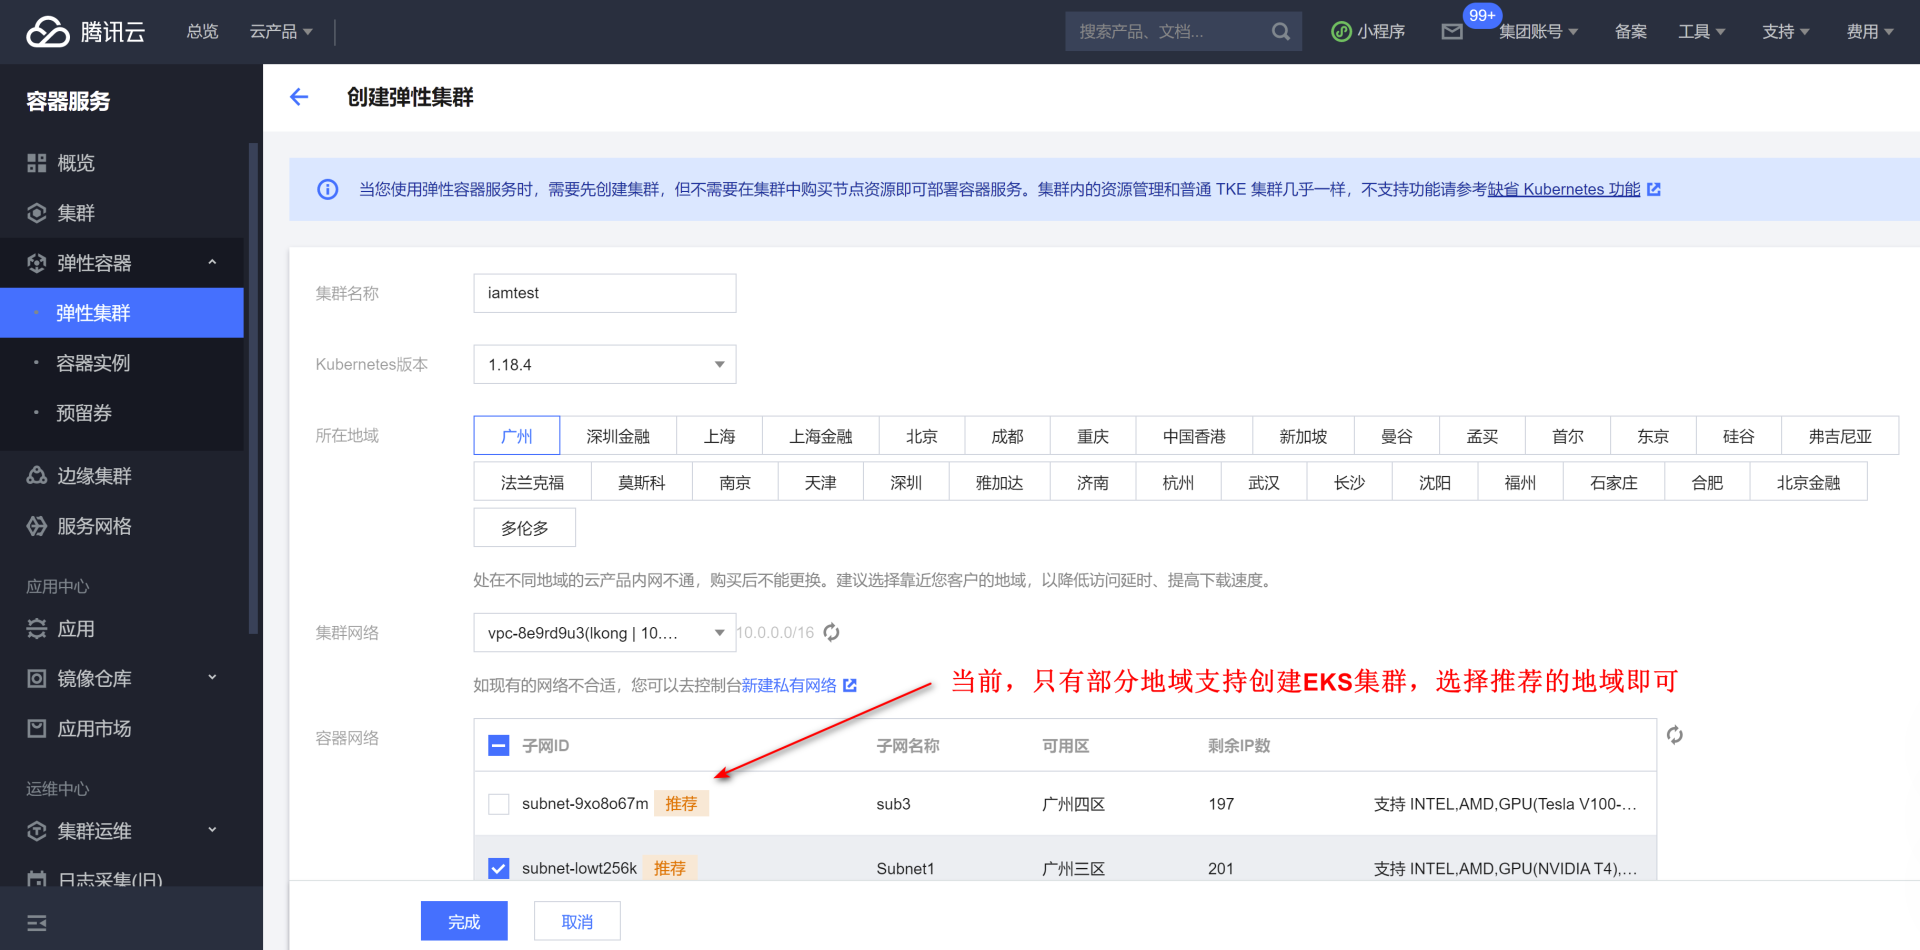 腾讯云
总览
云产品
搜索产品、文档...
小程序
99+
集团账号
备案
工具
支持
费用
容器服务
概览
集群
弹性容器
弹性集群
容器实例
预留券
边缘集群
服务网格
应用中心
应用
镜像仓库
应用市场
运维中心
集群运维
日志采集(旧)
创建弹性集群
当您使用弹性容器服务时，需要先创建集群，但不需要在集群中购买节点资源即可部署容器服务。集群内的资源管理和普通 TKE 集群几乎一样，不支持功能请参考缺省 Kubernetes 功能
集群名称
iamtest
Kubernetes版本
1.18.4
所在地域
广州 深圳金融 上海 上海金融 北京 成都 重庆 中国香港 新加坡 曼谷 孟买 首尔 东京 硅谷 弗吉尼亚
法兰克福 莫斯科 南京 天津 深圳 雅加达 济南 杭州 武汉 长沙 沈阳 福州 石家庄 合肥 北京金融
多伦多
处在不同地域的云产品内网不通，购买后不能更换。建议选择靠近您客户的地域，以降低访问延时、提高下载速度。
集群网络
vpc-8e9rd9u3(lkong | 10....
10.0.0.0/16
如现有的网络不合适，您可以去控制台新建私有网络
当前，只有部分地域支持创建EKS集群，选择推荐的地域即可
容器网络
子网ID 子网名称 可用区 剩余IP数
subnet-9xo8o67m 推荐 sub3 广州四区 197 支持 INTEL,AMD,GPU(Tesla V100-...
subnet-lowt256k 推荐 Subnet1 广州三区 201 支持 INTEL,AMD,GPU(NVIDIA T4),...
完成
取消